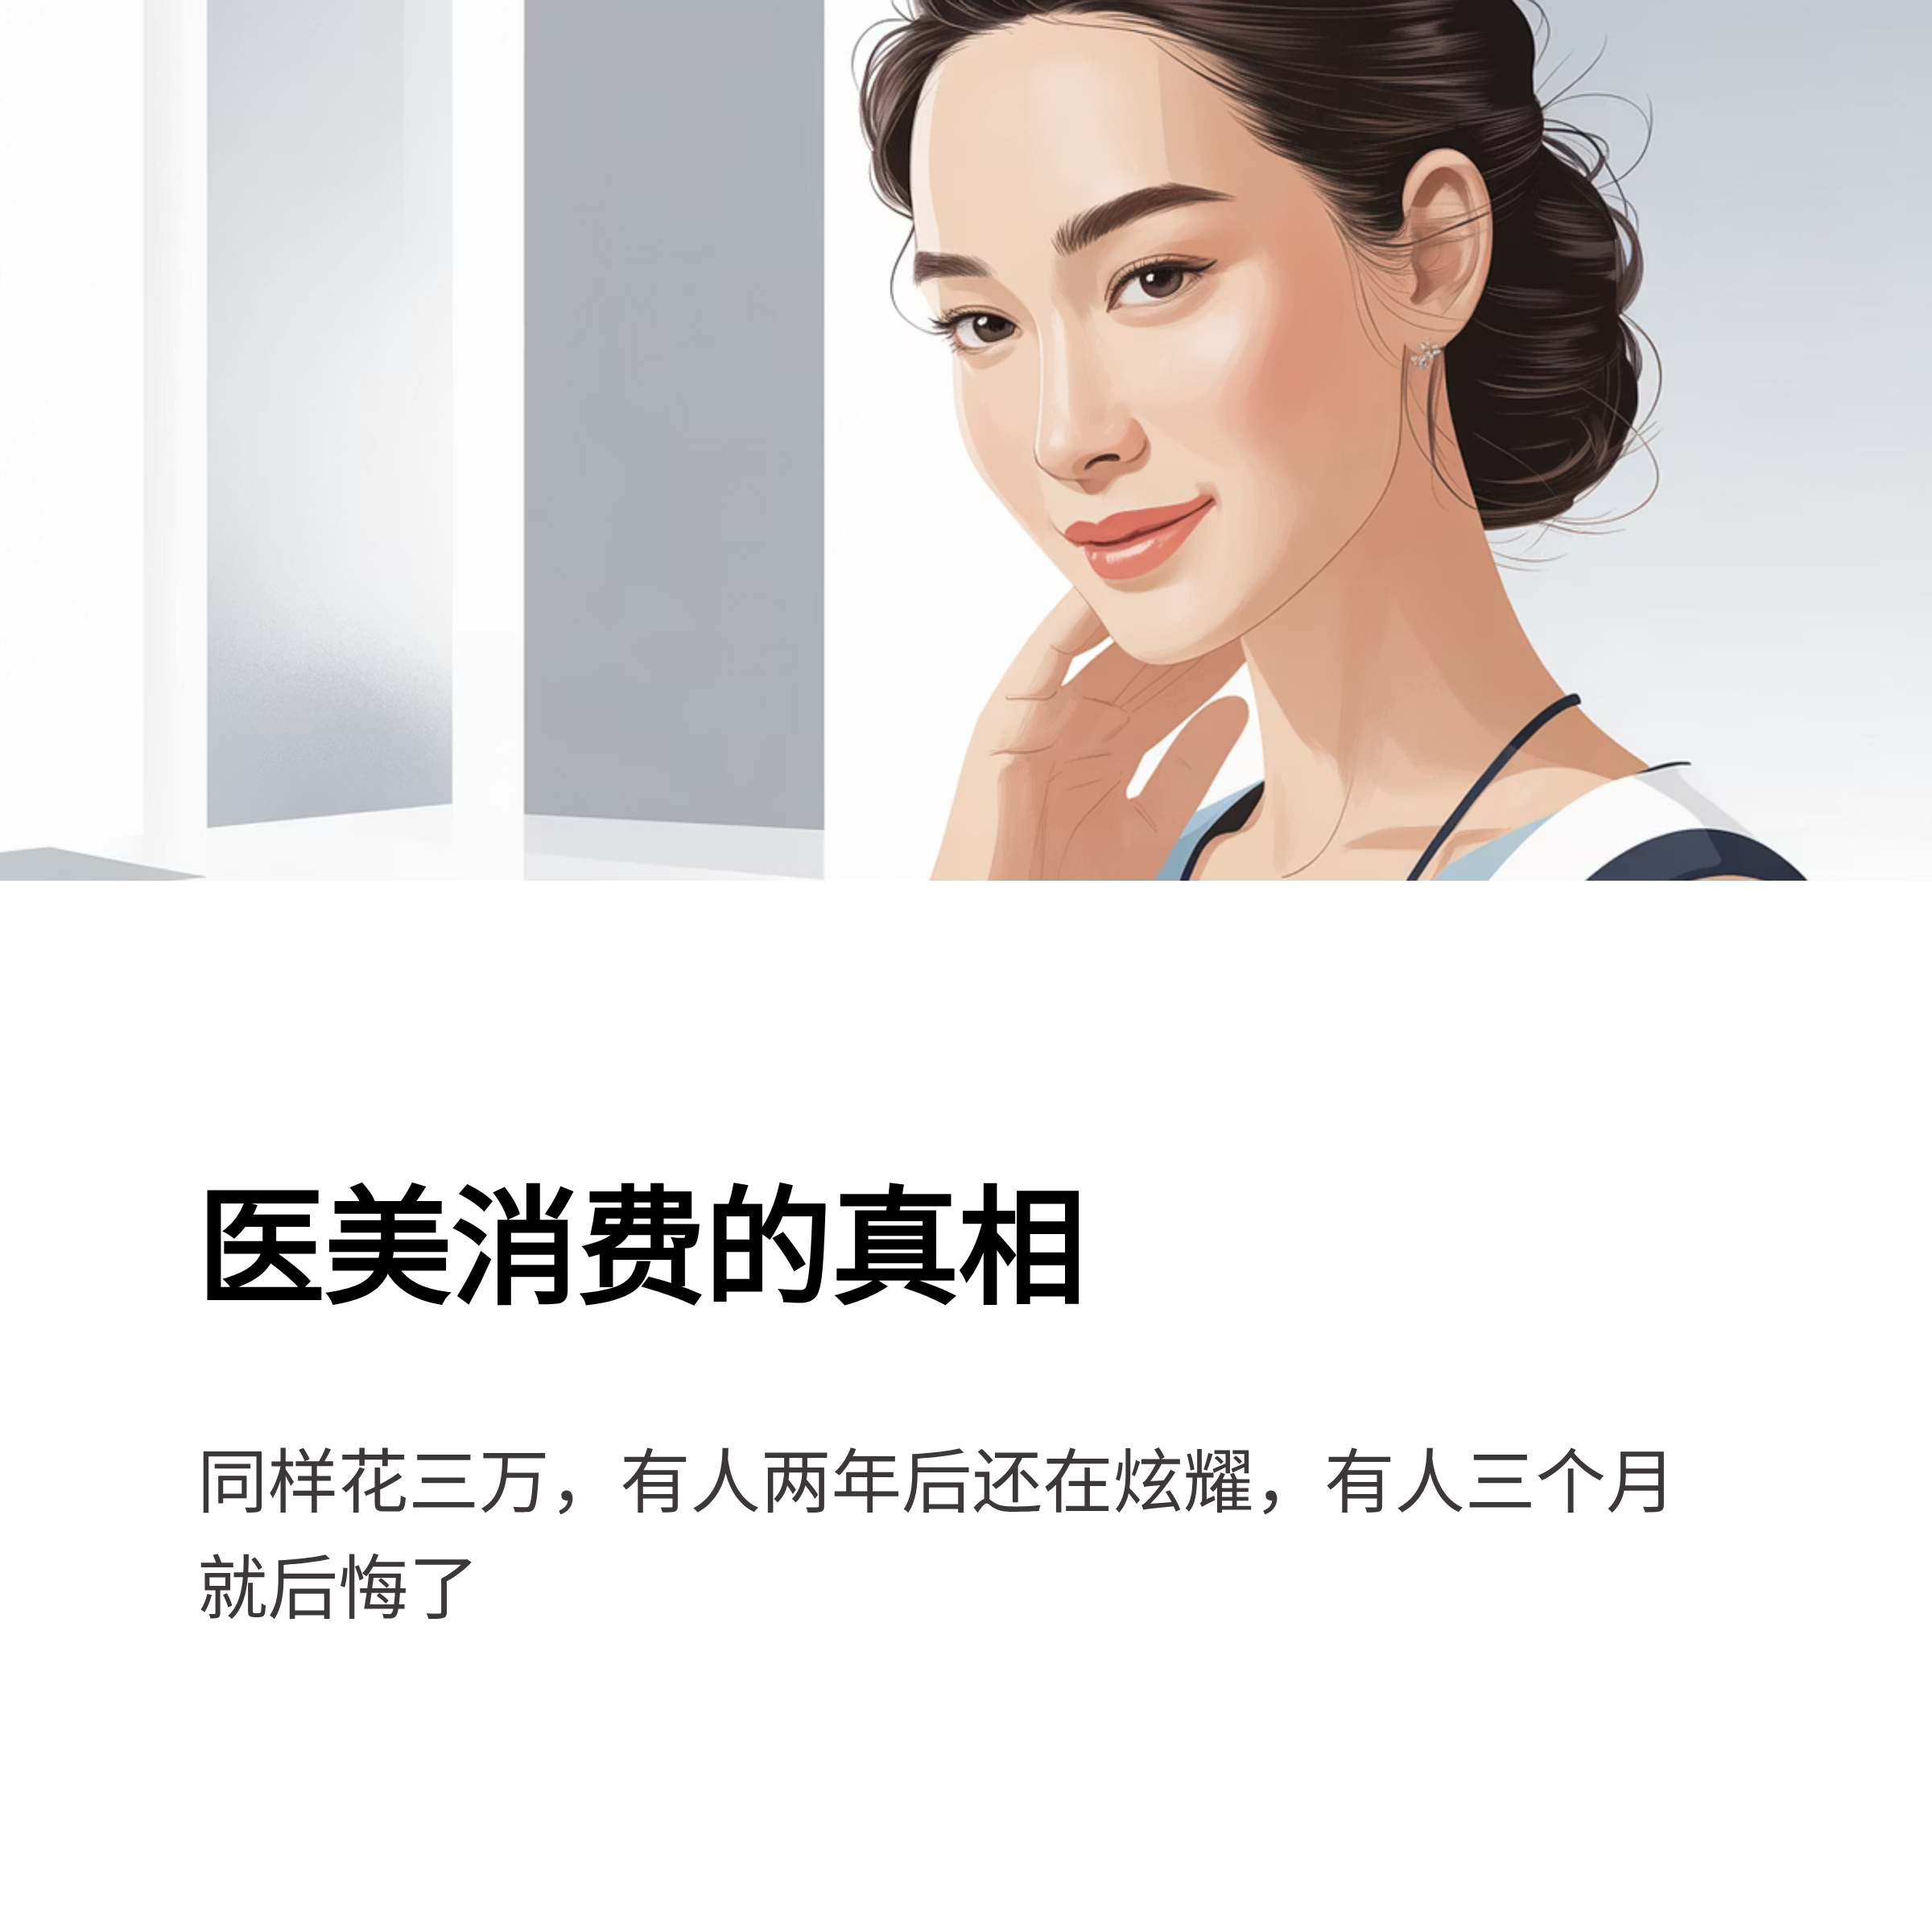 医美消费的真相
同样花三万，有人两年后还在炫耀，有人三个月
就后悔了